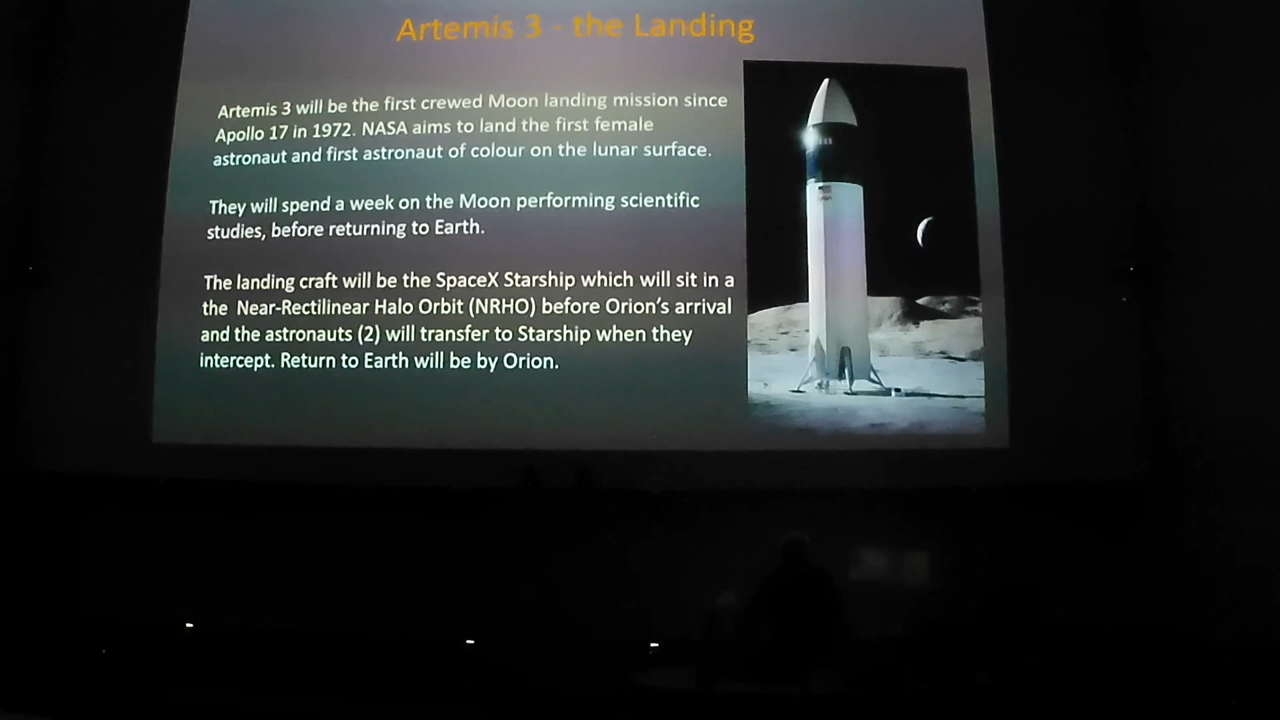 Artemis 3 - the Landing
Artemis 3 will be the first crewed Moon landing mission since
Apollo 17 in 1972. NASA aims to land the first female
astronaut and first astronaut of colour on the lunar surface.
They will spend a week on the Moon performing scientific
studies, before returning to Earth.
The landing craft will be the SpaceX Starship which will sit in a
the Near-Rectilinear Halo Orbit (NRHO) before Orion’s arrival
and the astronauts (2) will transfer to Starship when they
intercept. Return to Earth will be by Orion.